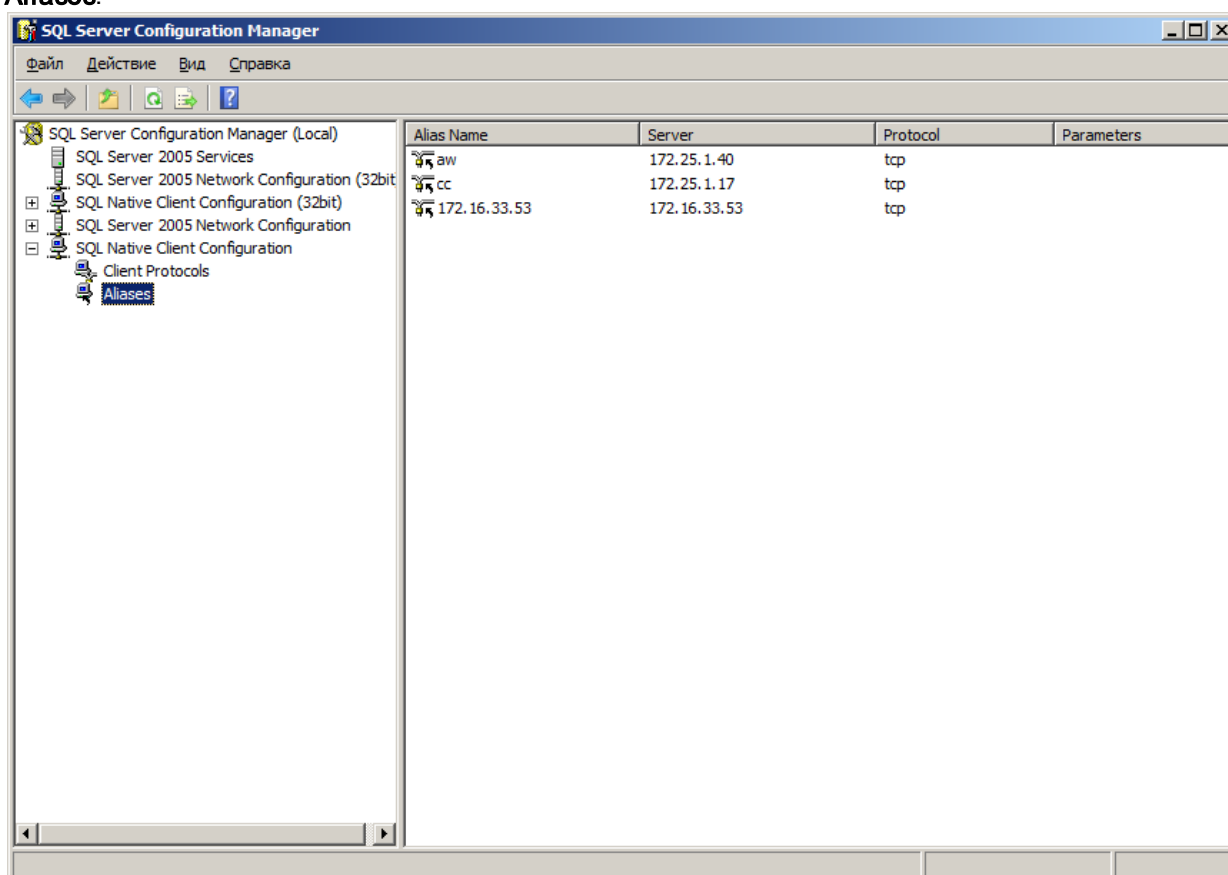 Aliases.
SQL Server Configuration Manager
Файл Действие Вид Справка
SQL Server Configuration Manager (Local)
SQL Server 2005 Services
SQL Server 2005 Network Configuration (32bit
SQL Native Client Configuration (32bit)
SQL Server 2005 Network Configuration
SQL Native Client Configuration
Client Protocols
Aliases
Alias Name Server Protocol Parameters
aw 172.25.1.40 tcp
cc 172.25.1.17 tcp
172.16.33.53 172.16.33.53 tcp